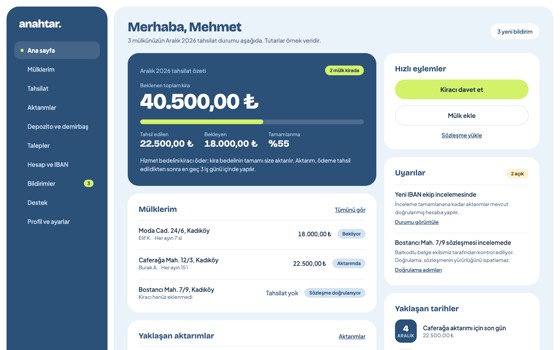 anahtar.
Ana sayfa
Mülklerim
Tahsilat
Aktarımlar
Depozito ve demirbaş
Talepler
Hesap ve IBAN
Bildirimler 3
Destek
Profil ve ayarlar
Merhaba, Mehmet
3 mülkünüzün Aralık 2026 tahsilat durumu aşağıda. Tutarlar örnek veridir.
3 yeni bildirim
Aralık 2026 tahsilat özeti
2 mülk kirada
Beklenen toplam kira
40.500,00 ₺
Tahsil edilen Bekleyen Tamamlanma
22.500,00 ₺ 18.000,00 ₺ %55
Hizmet bedelini kiracı öder; kira bedelinin tamamı size aktarılır. Aktarım, ödeme tahsil
edildikten sonra en geç 3 iş günü içinde yapılır.
Mülklerim
Tümünü gör
Moda Cad. 24/6, Kadıköy
Elif K. · Her ayın 7'si
18.000,00 ₺ Bekliyor
Caferağa Mah. 12/3, Kadıköy
Burak A. · Her ayın 15'i
22.500,00 ₺ Aktarımda
Bostancı Mah. 7/9, Kadıköy
Kiracı henüz eklenmedi
Tahsilat yok Sözleşme doğrulanıyor
Yaklaşan aktarımlar
Aktarımlar
Hızlı eylemler
Kiracı davet et
Mülk ekle
Sözleşme yükle
Uyarılar
2 açık
Yeni IBAN ekip incelemesinde
İnceleme tamamlanana kadar aktarımlar mevcut
doğrulanmış hesaba yapılır.
Durumu görüntüle
Bostancı Mah. 7/9 sözleşmesi incelemede
Barkodlu belge ekibimiz tarafından kontrol ediliyor.
Doğrulama, sözleşmenin yürürlüğünü ispatlamaz.
Doğrulama adımları
Yaklaşan tarihler
4
ARALIK
Caferağa aktarımı için son gün
22.500,00 ₺